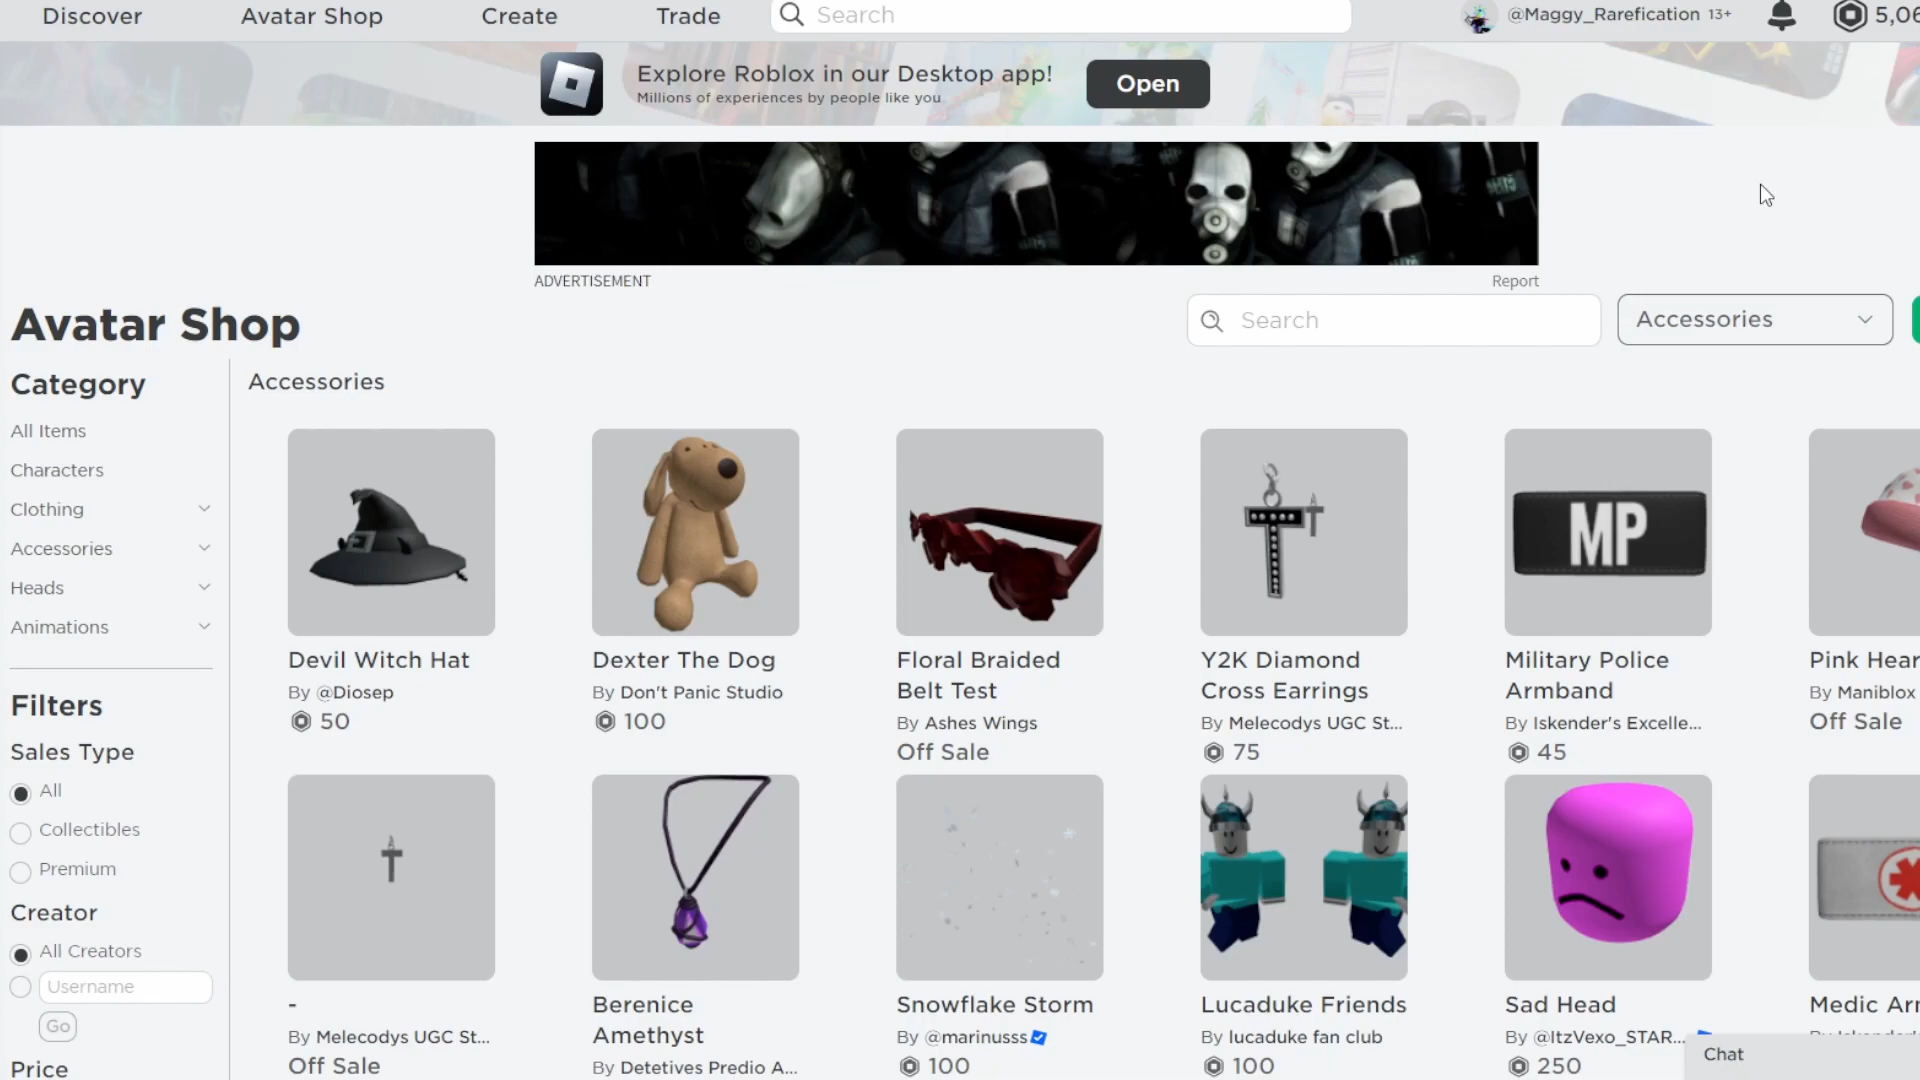 Discover
Avatar Shop
Create
Trade
Search
@Maggy_Rarefication 13+
Explore Roblox in our Desktop app!
Millions of experiences by people like you
Open
ADVERTISEMENT
Report
Avatar Shop
Search
Accessories
Category
All Items
Characters
Clothing
Accessories
Heads
Animations
Filters
Sales Type
All
Collectibles
Premium
Creator
All Creators
Username
Go
Price
Accessories
Devil Witch Hat
By @Diosep
50
Dexter The Dog
By Don't Panic Studio
100
Floral Braided
Belt Test
By Ashes Wings
Off Sale
Y2K Diamond
Cross Earrings
By Melecodys UGC St...
75
MP
Military Police
Armband
By Iskender's Excelle...
45
Pink Hear
By Maniblox
Off Sale
-
By Melecodys UGC St...
Off Sale
Berenice
Amethyst
By Detetives Predio A...
Snowflake Storm
By @marinusss
100
Lucaduke Friends
By lucaduke fan club
100
Sad Head
By @ItzVexo_STAR...
250
Medic Arr
Chat